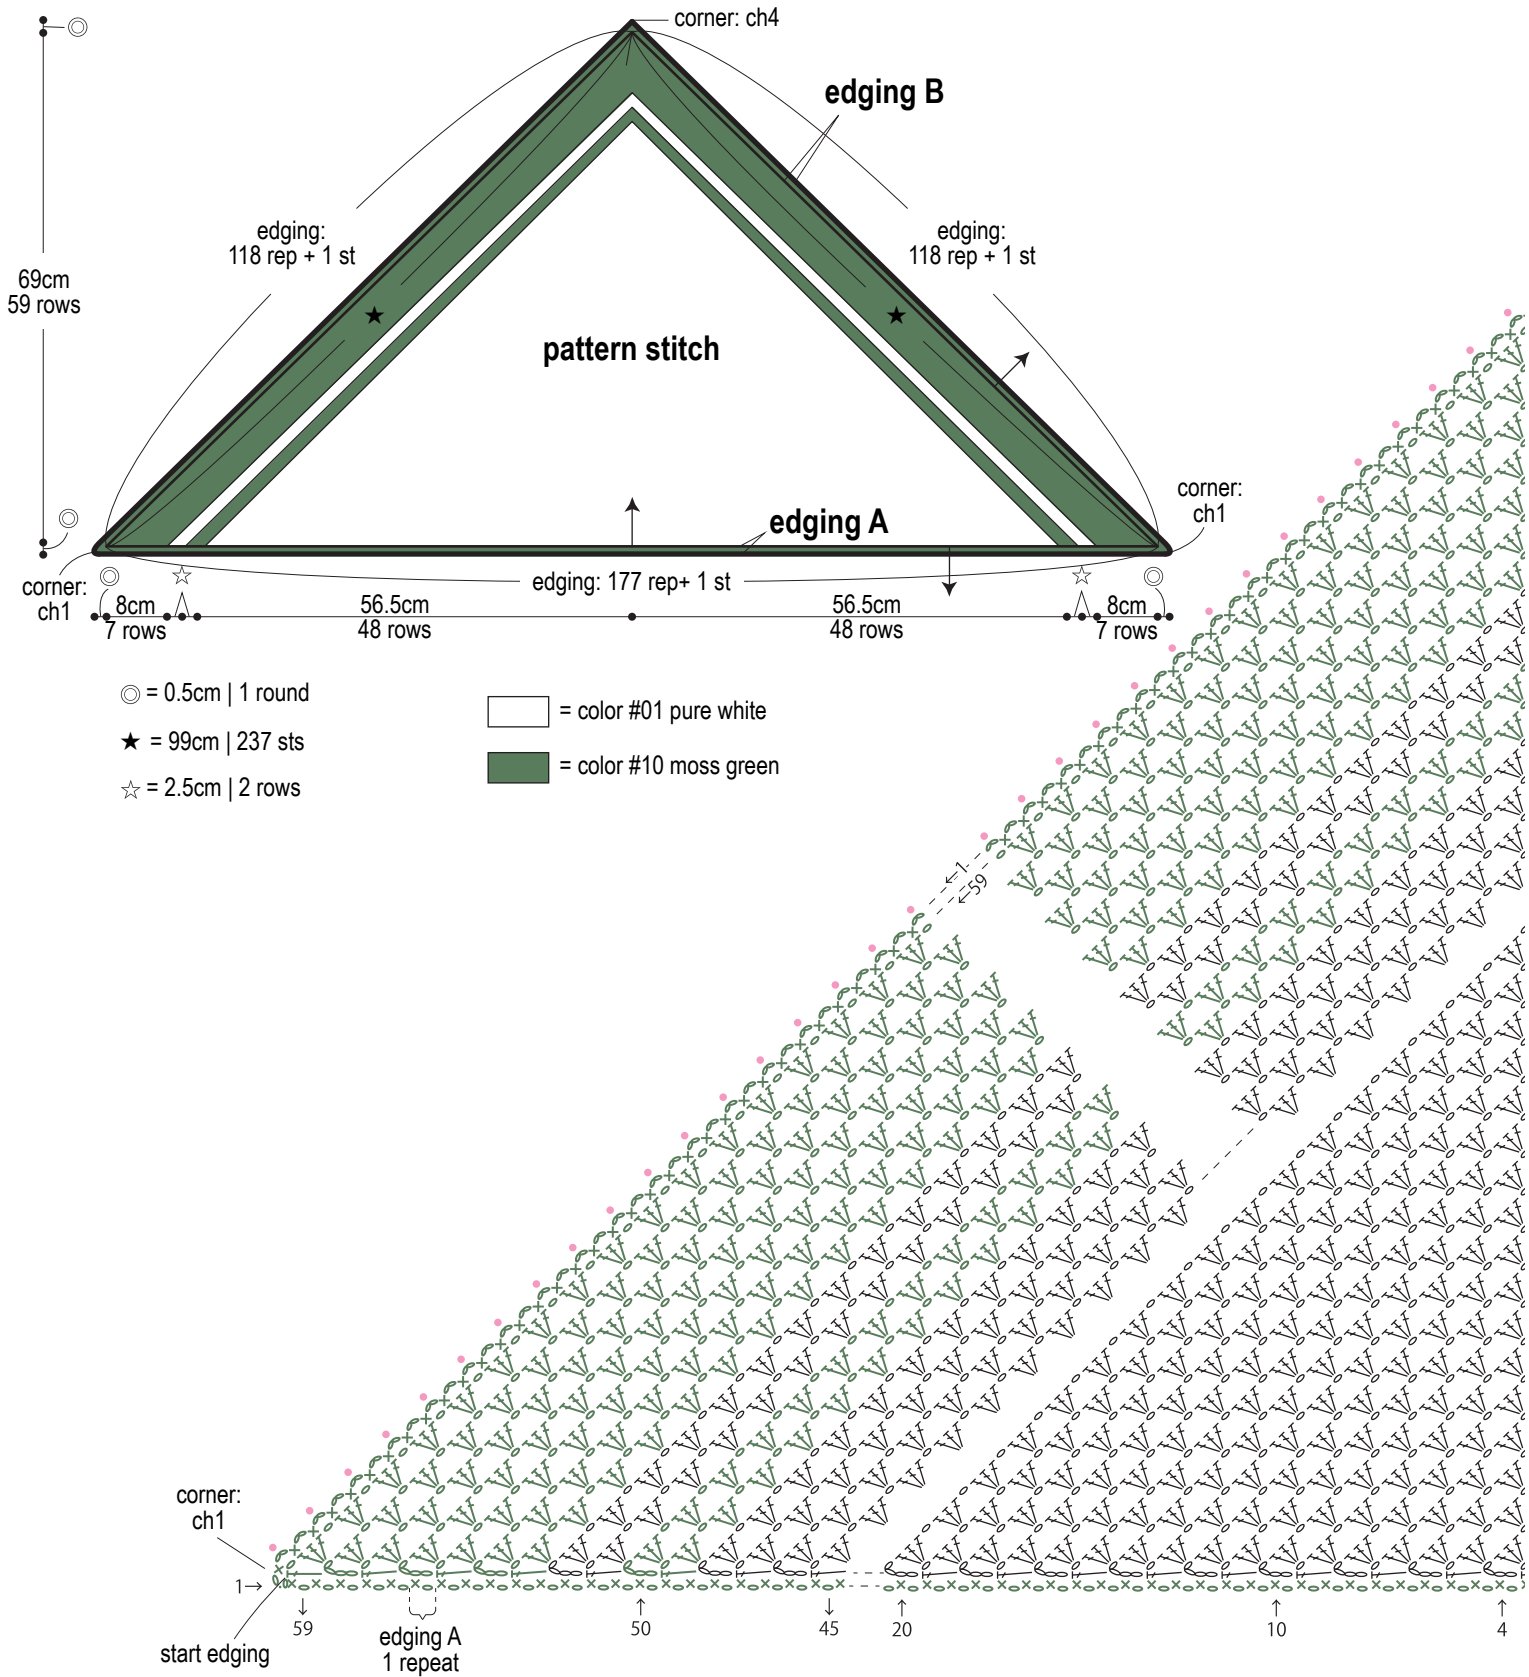 corner: ch4
edging B
edging:
118 rep + 1 st
edging:
118 rep + 1 st
69cm
59 rows
pattern stitch
corner:
ch1
edging A
corner:
ch1
edging: 177 rep+ 1 st
8cm
7 rows
56.5cm
48 rows
56.5cm
48 rows
8cm
7 rows
◎ = 0.5cm | 1 round
★ = 99cm | 237 sts
☆ = 2.5cm | 2 rows
= color #01 pure white
= color #10 moss green
←1
←59
corner:
ch1
1→
59
50
45
20
10
4
start edging
edging A
1 repeat